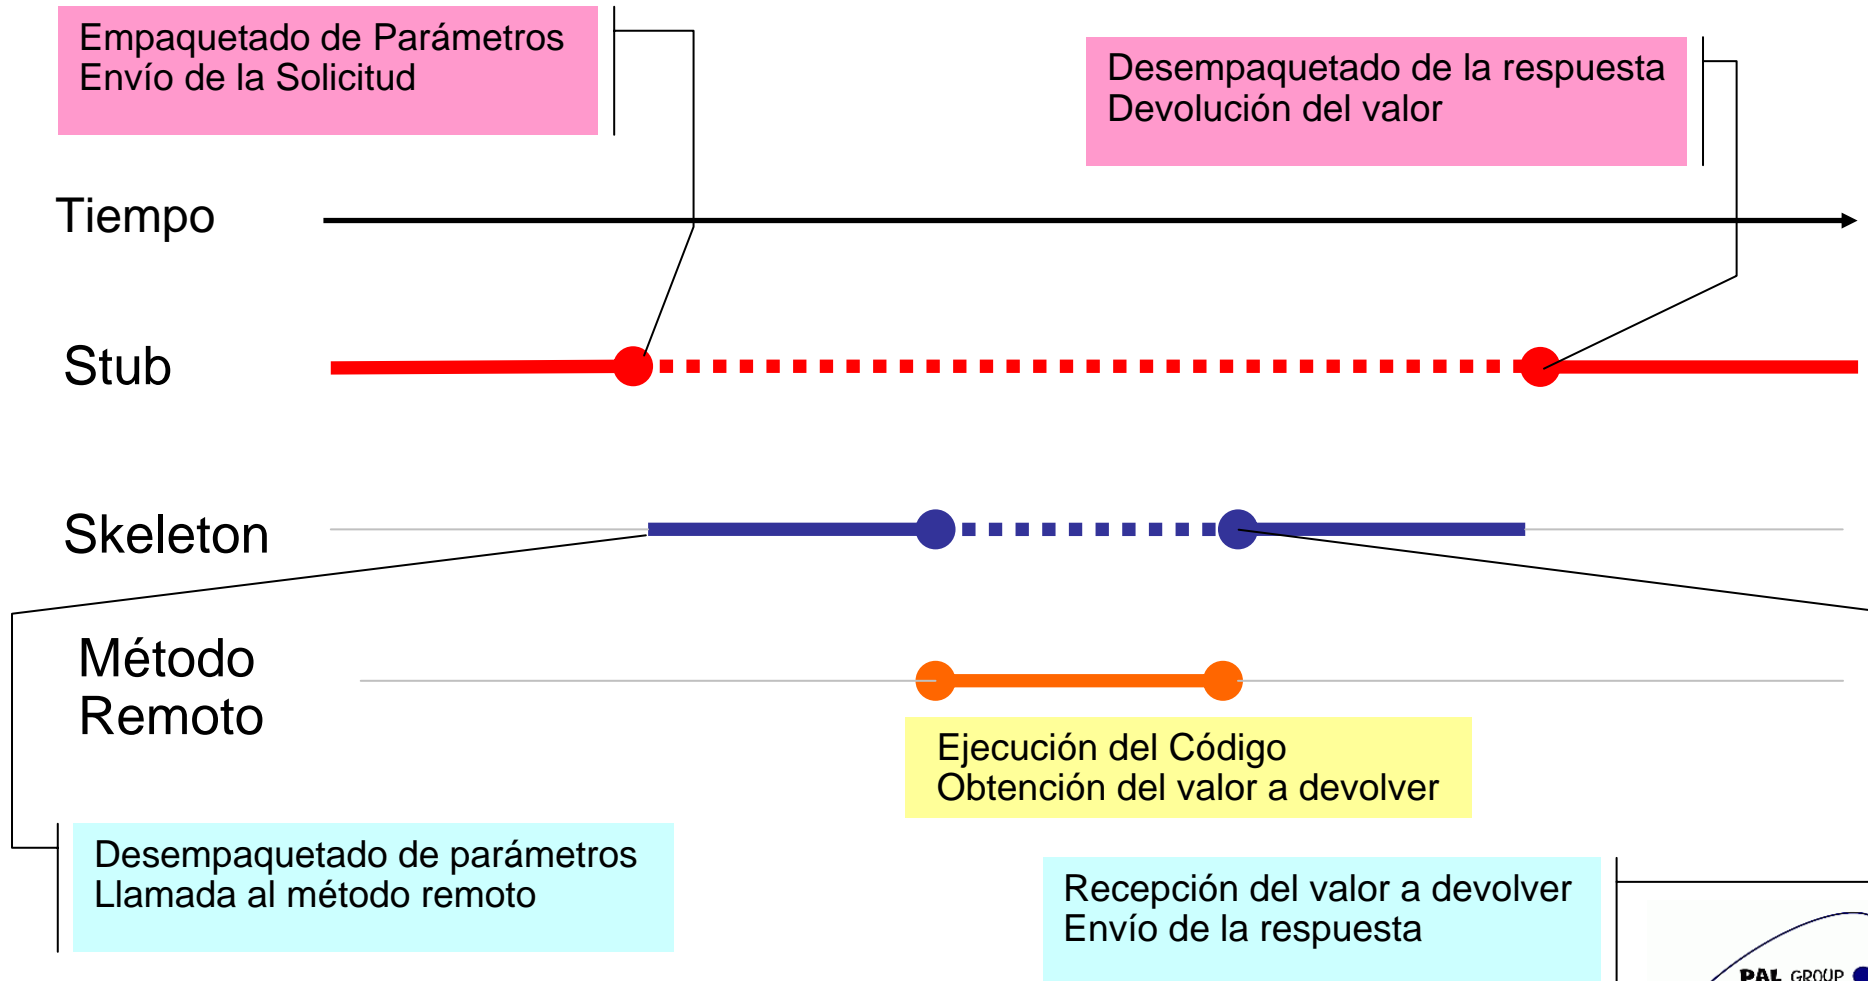 Empaquetado de Parámetros
Envío de la Solicitud
Desempaquetado de la respuesta
Devolución del valor
Tiempo
Stub
Skeleton
Método
Remoto
Ejecución del Código
Obtención del valor a devolver
Desempaquetado de parámetros
Llamada al método remoto
Recepción del valor a devolver
Envío de la respuesta
PAL GROUP